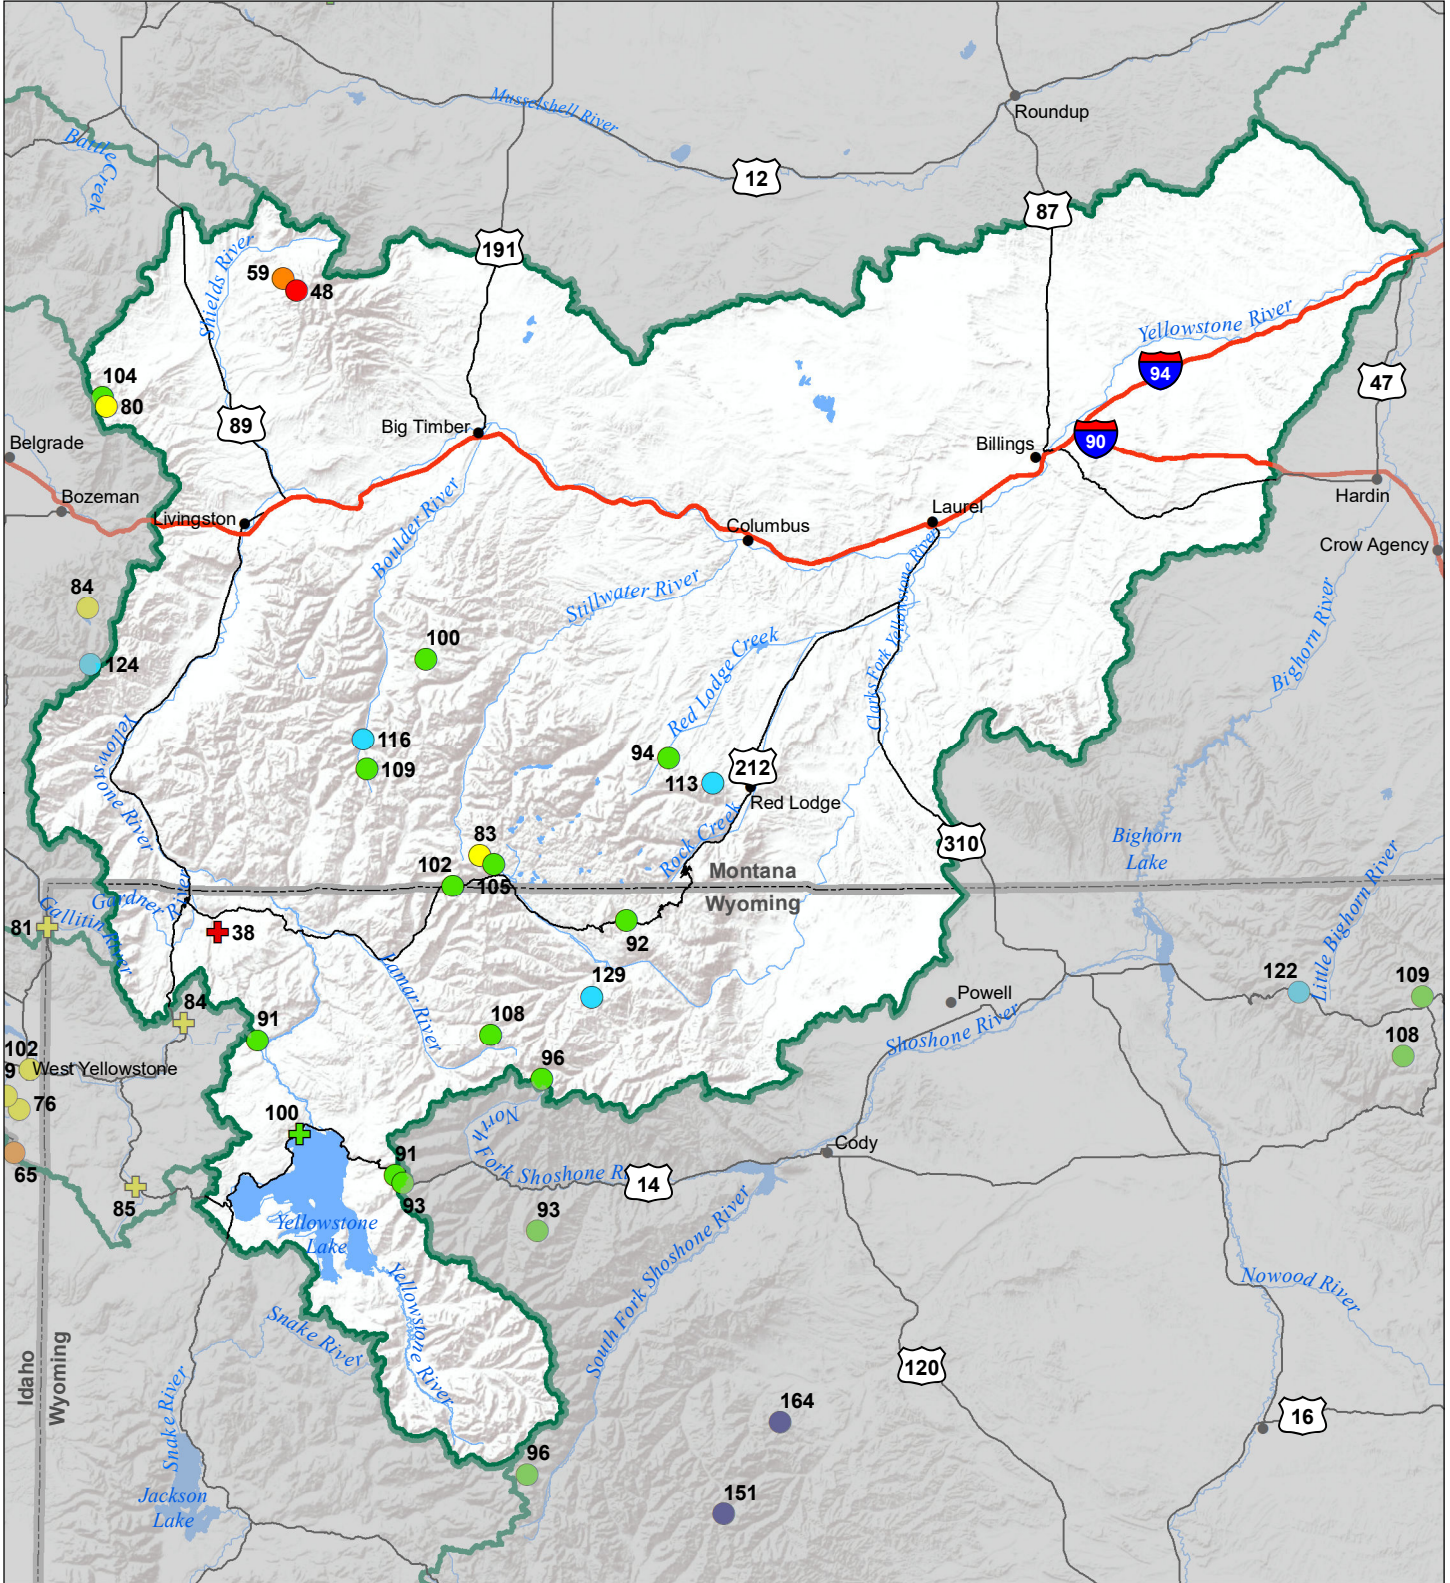 Musselshell River
Roundup
Battle Creek
12
87
191
Shields River
59
48
Yellowstone River
94
47
104
80
89
Big Timber
Belgrade
Billings
90
Bozeman
Livingston
Hardin
Laurel
Columbus
Crow Agency
Boulder River
Stillwater River
Clarks Fork Yellowstone River
84
100
124
Red Lodge Creek
Bighorn River
Yellowstone River
116
109
94
113
212
Red Lodge
83
102
105
Rock Creek
310
Bighorn
Lake
Montana
Wyoming
Gardner River
Gallitin River
81
38
92
Little Bighorn River
Lamar River
129
122
109
Powell
84
91
108
Shoshone River
108
102
9
West Yellowstone
76
96
100
North Fork Shoshone R
Cody
65
91
93
14
85
93
Yellowstone
Lake
Yellowstone River
South Fork Shoshone River
Nowood River
Snake River
Idaho
Wyoming
120
Snake River
164
16
96
151
Jackson
Lake